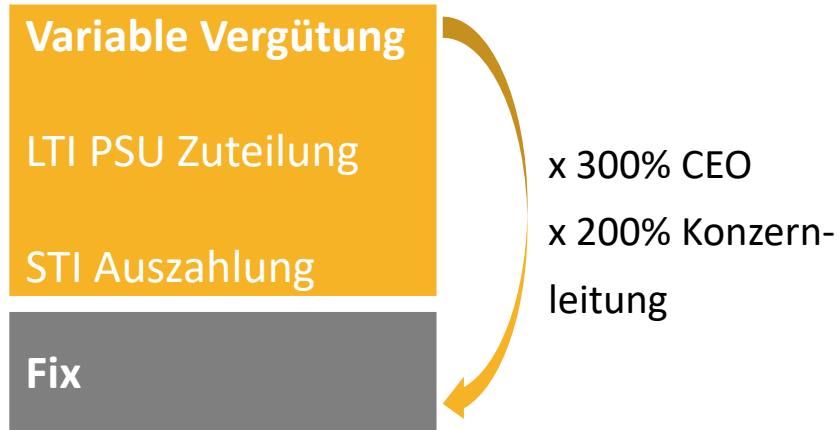 Variable Vergütung
LTI PSU Zuteilung
STI Auszahlung
Fix
x 300% CEO
x 200% Konzern-
leitung